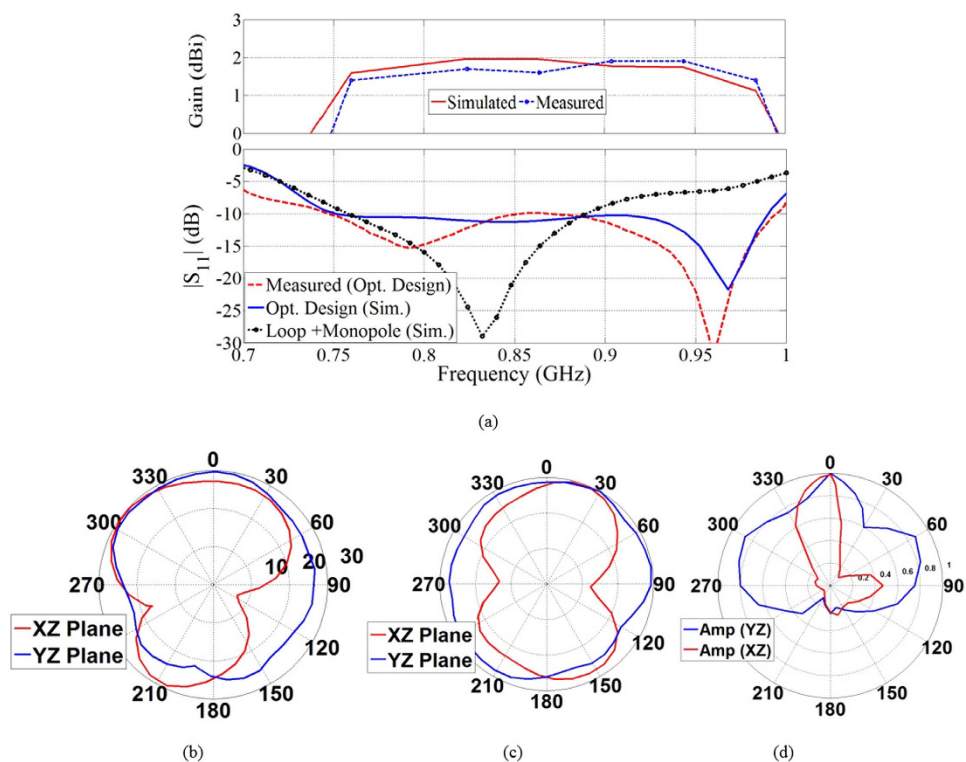 (a)
Gain (dBi)
3
2
1
0
Simulated Measured
|S11| (dB)
0
-5
-10
-15
-20
-25
-30
Measured (Opt. Design)
Opt. Design (Sim.)
Loop +Monopole (Sim.)
0.7 0.75 0.8 0.85 0.9 0.95 1
Frequency (GHz)
(b)
0
30
60
90
120
150
180
210
270
300
330
10 20 30
XZ Plane
YZ Plane
(c)
0
30
60
90
120
150
180
210
270
300
330
XZ Plane
YZ Plane
(d)
0
30
60
90
120
150
180
210
270
300
330
0.2 0.4 0.6 0.8 1
Amp (YZ)
Amp (XZ)